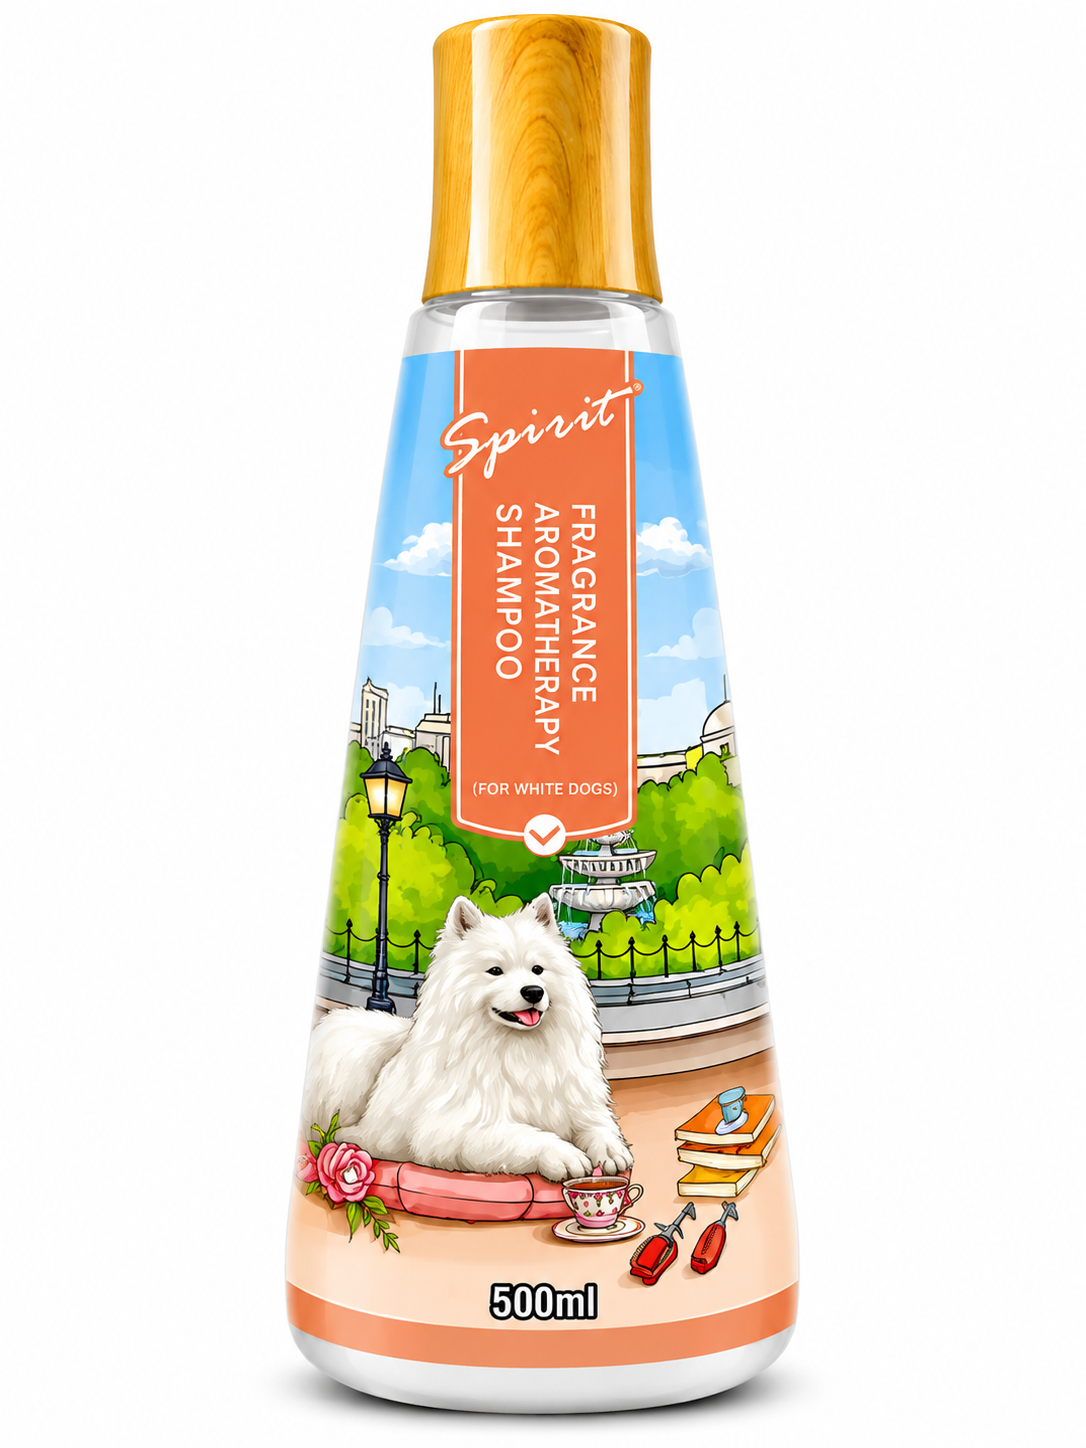 Spirit®
FRAGRANCE
AROMATHERAPY
SHAMPOO
(FOR WHITE DOGS)
500ml